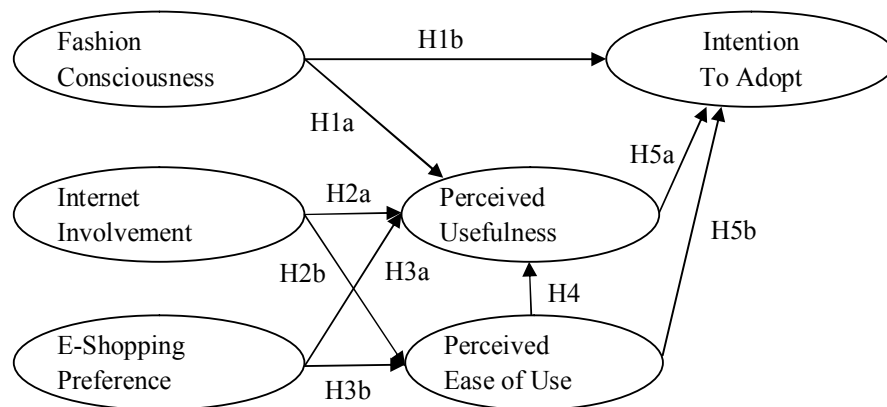 Fashion
Consciousness
H1b
Intention
To Adopt
H1a
H5a
Internet
Involvement
H2a
Perceived
Usefulness
H5b
H2b
H3a
H4
E-Shopping
Preference
H3b
Perceived
Ease of Use